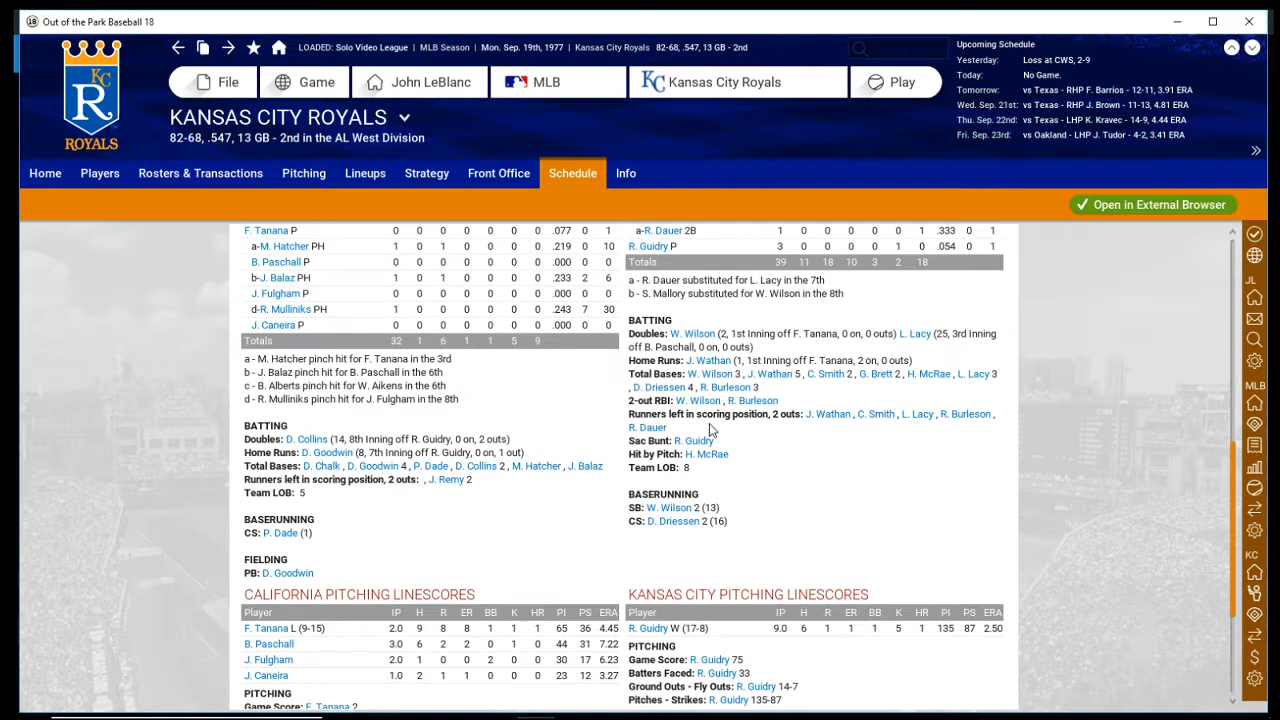 Out of the Park Baseball 18
LOADED: Solo Video League | MLB Season | Mon. Sep. 19th, 1977 | Kansas City Royals 82-68, .547, 13 GB - 2nd
KC
R
ROYALS
File
Game
John LeBlanc
MLB
KC Kansas City Royals
Play
KANSAS CITY ROYALS
82-68, .547, 13 GB - 2nd in the AL West Division
Upcoming Schedule
Yesterday: Loss at CWS, 2-9
Today: No Game.
Tomorrow: vs Texas - RHP F. Barrios - 12-11, 3.91 ERA
Wed. Sep. 21st: vs Texas - RHP J. Brown - 11-13, 4.81 ERA
Thu. Sep. 22nd: vs Texas - LHP K. Kravec - 14-9, 4.44 ERA
Fri. Sep. 23rd: vs Oakland - LHP J. Tudor - 4-2, 3.41 ERA
Home Players Rosters & Transactions Pitching Lineups Strategy Front Office Schedule Info
Open in External Browser
F. Tanana P 0 0 0 0 0 0 .077 0 1
a-M. Hatcher PH 1 0 1 0 0 0 .219 0 10
B. Paschall P 0 0 0 0 0 0 .000 0 0
b-J. Balaz PH 1 0 1 0 0 0 .233 2 6
J. Fulgham P 0 0 0 0 0 0 .000 0 0
d-R. Mulliniks PH 1 0 0 0 0 0 .243 7 30
J. Caneira P 0 0 0 0 0 0 .000 0 0
Totals 32 1 6 1 1 5 9
a - M. Hatcher pinch hit for F. Tanana in the 3rd
b - J. Balaz pinch hit for B. Paschall in the 6th
c - B. Alberts pinch hit for W. Aikens in the 6th
d - R. Mulliniks pinch hit for J. Fulgham in the 8th
BATTING
Doubles: D. Collins (14, 8th Inning off R. Guidry, 0 on, 2 outs)
Home Runs: D. Goodwin (8, 7th Inning off R. Guidry, 0 on, 1 out)
Total Bases: D. Chalk , D. Goodwin 4 , P. Dade , D. Collins 2 , M. Hatcher , J. Balaz
Runners left in scoring position, 2 outs: , J. Remy 2
Team LOB: 5
BASERUNNING
CS: P. Dade (1)
FIELDING
PB: D. Goodwin
CALIFORNIA PITCHING LINESCORES
Player IP H R ER BB K HR PI PS ERA
F. Tanana L (9-15) 2.0 9 8 8 1 1 1 65 36 4.45
B. Paschall 3.0 6 2 2 0 1 0 44 31 7.22
J. Fulgham 2.0 1 0 0 2 0 0 30 17 6.23
J. Caneira 1.0 2 1 1 0 0 0 23 12 3.27
PITCHING
Game Score: F. Tanana 2
a-R. Dauer 2B 1 0 0 0 0 0 1 .333 0 1
R. Guidry P 3 0 0 0 0 1 0 .054 0 1
Totals 39 11 18 10 3 2 18
a - R. Dauer substituted for L. Lacy in the 7th
b - S. Mallory substituted for W. Wilson in the 8th
BATTING
Doubles: W. Wilson (2, 1st Inning off F. Tanana, 0 on, 0 outs) L. Lacy (25, 3rd Inning
off B. Paschall, 0 on, 0 outs)
Home Runs: J. Wathan (1, 1st Inning off F. Tanana, 2 on, 0 outs)
Total Bases: W. Wilson 3 , J. Wathan 5 , C. Smith 2 , G. Brett 2 , H. McRae , L. Lacy 3
, D. Driessen 4 , R. Burleson 3
2-out RBI: W. Wilson , R. Burleson
Runners left in scoring position, 2 outs: J. Wathan , C. Smith , L. Lacy , R. Burleson ,
R. Dauer
Sac Bunt: R. Guidry
Hit by Pitch: H. McRae
Team LOB: 8
BASERUNNING
SB: W. Wilson 2 (13)
CS: D. Driessen 2 (16)
KANSAS CITY PITCHING LINESCORES
Player IP H R ER BB K HR PI PS ERA
R. Guidry W (17-8) 9.0 6 1 1 1 5 1 135 87 2.50
PITCHING
Game Score: R. Guidry 75
Batters Faced: R. Guidry 33
Ground Outs - Fly Outs: R. Guidry 14-7
Pitches - Strikes: R. Guidry 135-87
JL
MLB
KC